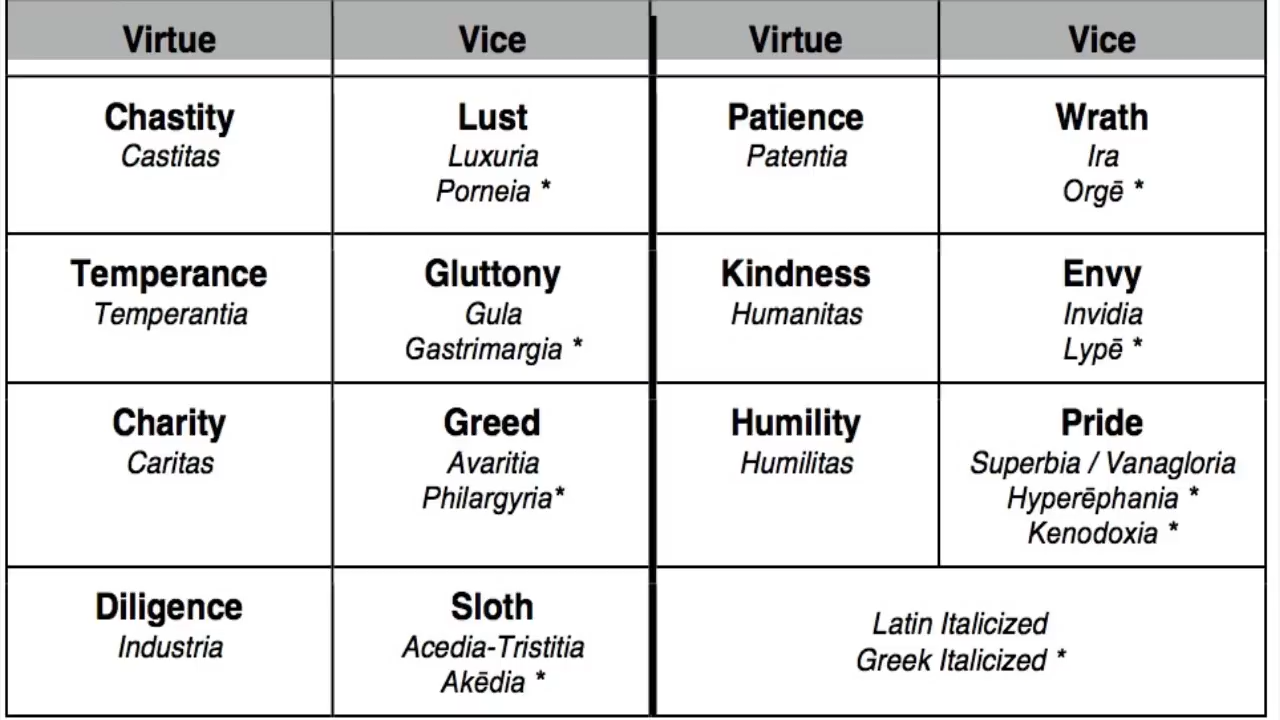 Virtue Vice Virtue Vice
Chastity Lust Patience Wrath
Castitas Luxuria Patentia Ira
Porneia * Orgē *
Temperance Gluttony Kindness Envy
Temperantia Gula Humanitas Invidia
Gastrimargia * Lypē *
Charity Greed Humility Pride
Caritas Avaritia Humilitas Superbia / Vanagloria
Philargyria* Hyperēphania *
Kenodoxia *
Diligence Sloth
Industria Acedia-Tristitia
Akēdia *
Latin Italicized
Greek Italicized *